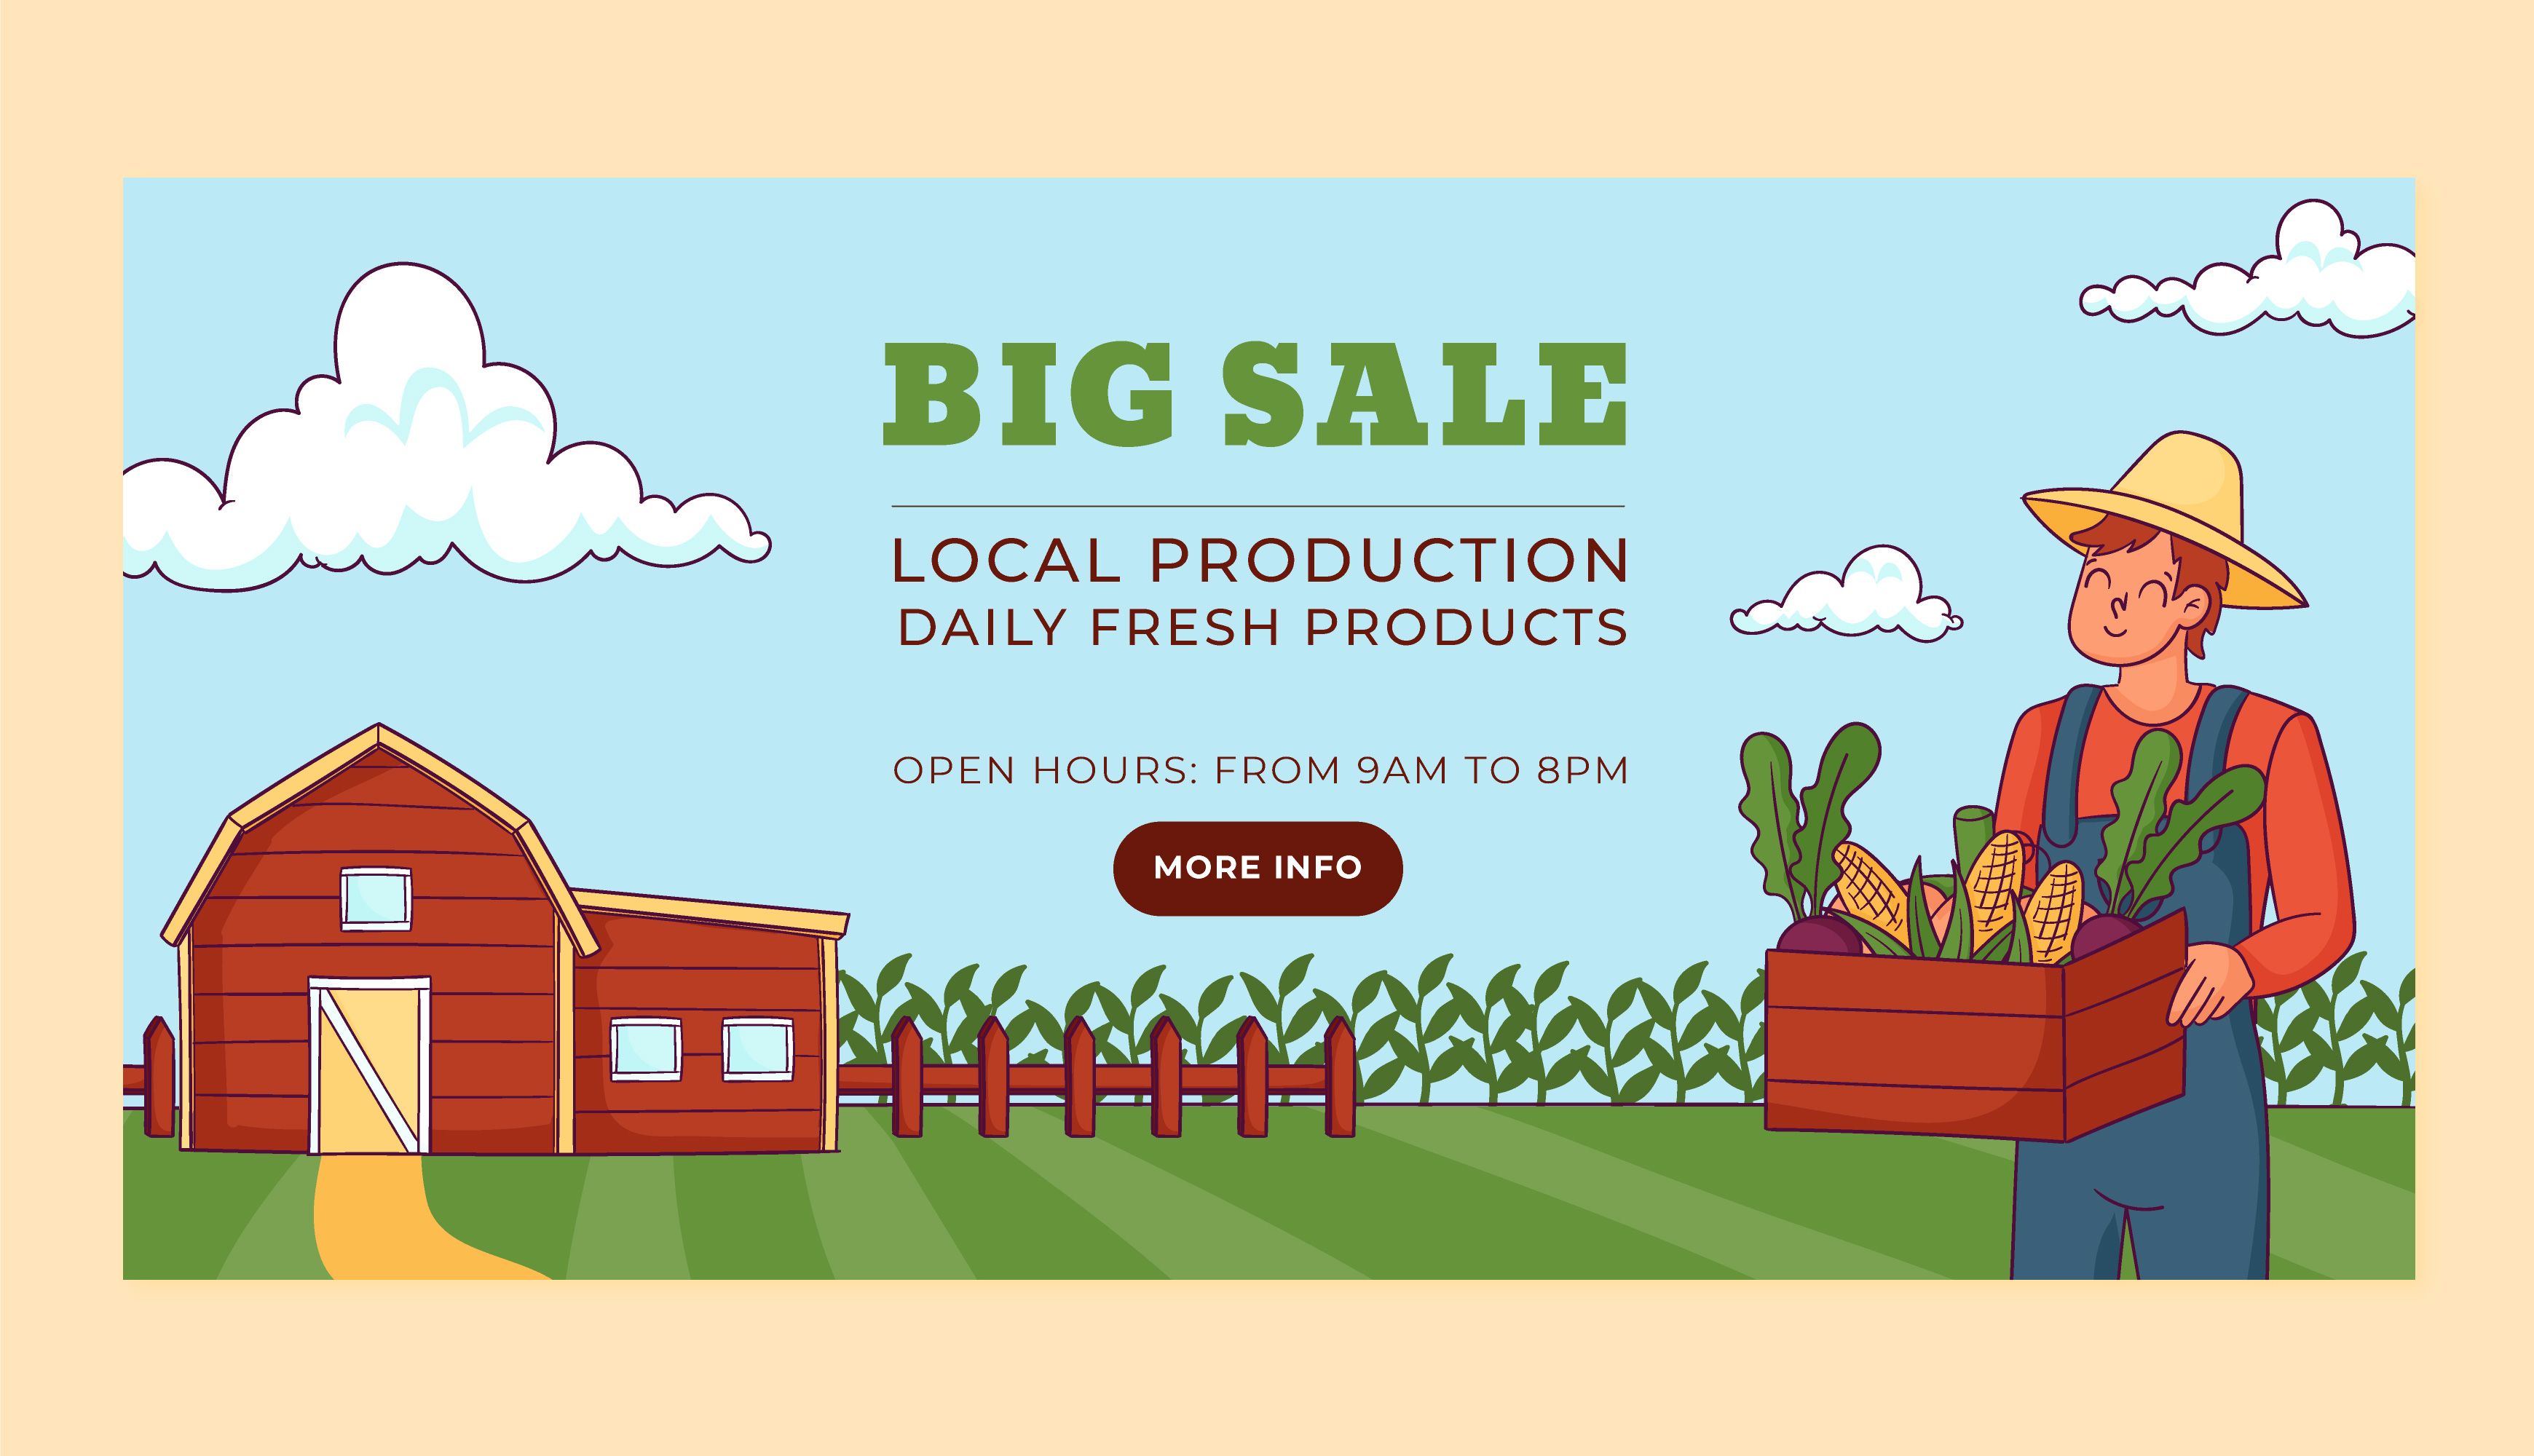 BIG SALE
LOCAL PRODUCTION
DAILY FRESH PRODUCTS
OPEN HOURS: FROM 9AM TO 8PM
MORE INFO